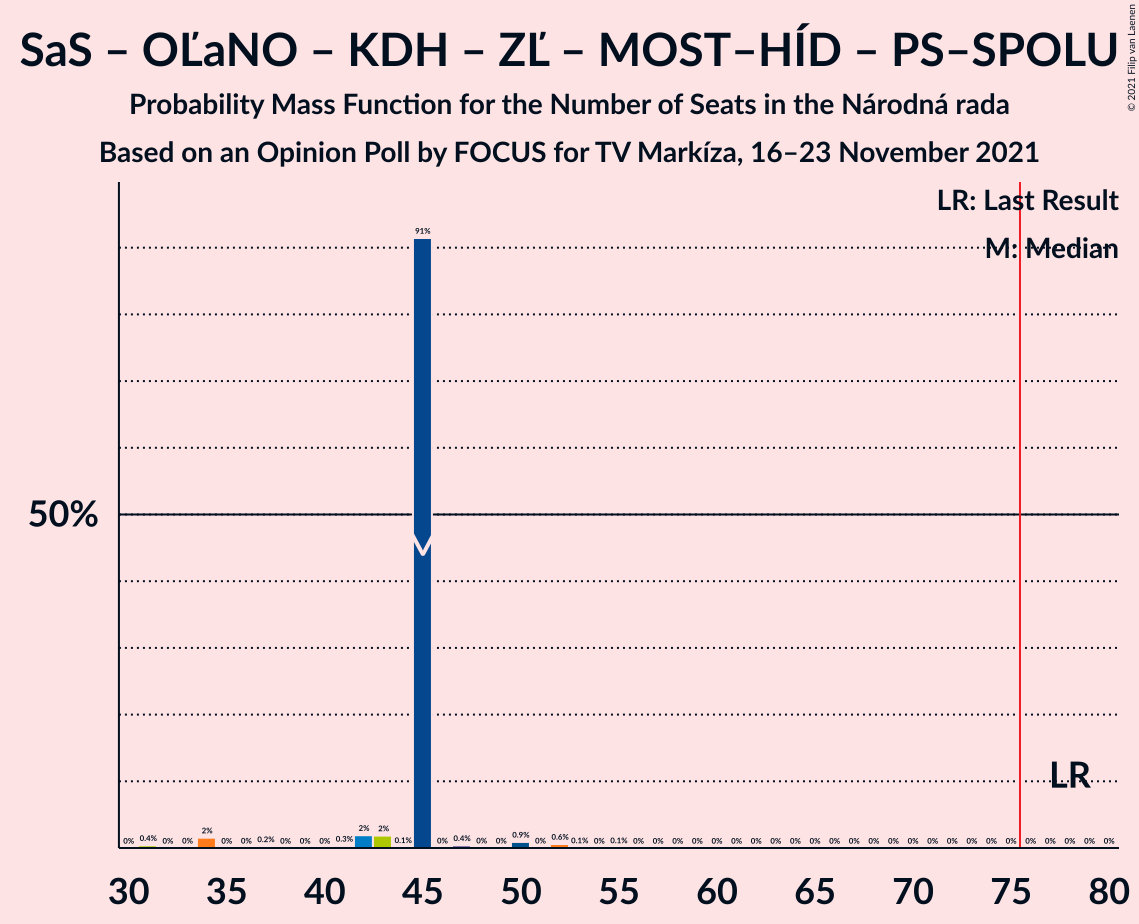 SaS – OĽaNO – KDH – ZĽ – MOST–HÍD – PS–SPOLU
Probability Mass Function for the Number of Seats in the Národná rada
Based on an Opinion Poll by FOCUS for TV Markíza, 16–23 November 2021
© 2021 Filip van Laenen
LR: Last Result
M: Median
91%
50%
LR
0% 0.4% 0% 0% 2% 0% 0% 0.2% 0% 0% 0% 0.3% 2% 2% 0.1% 0% 0.4% 0% 0% 0.9% 0% 0.6% 0.1% 0% 0.1% 0% 0% 0% 0% 0% 0% 0% 0% 0% 0% 0% 0% 0% 0% 0% 0% 0% 0% 0% 0% 0% 0% 0% 0% 0%
30 35 40 45 50 55 60 65 70 75 80